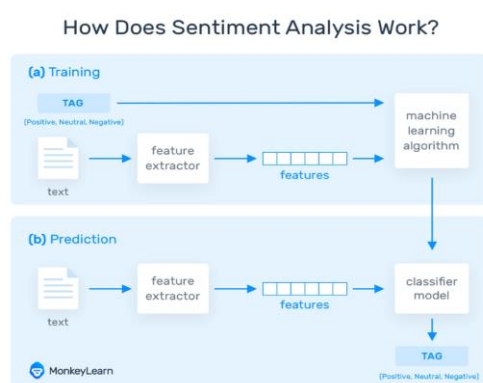 How Does Sentiment Analysis Work?
(a) Training
TAG
(Positive, Neutral, Negative)
text
feature
extractor
features
machine
learning
algorithm
(b) Prediction
text
feature
extractor
features
classifier
model
TAG
(Positive, Neutral, Negative)
MonkeyLearn